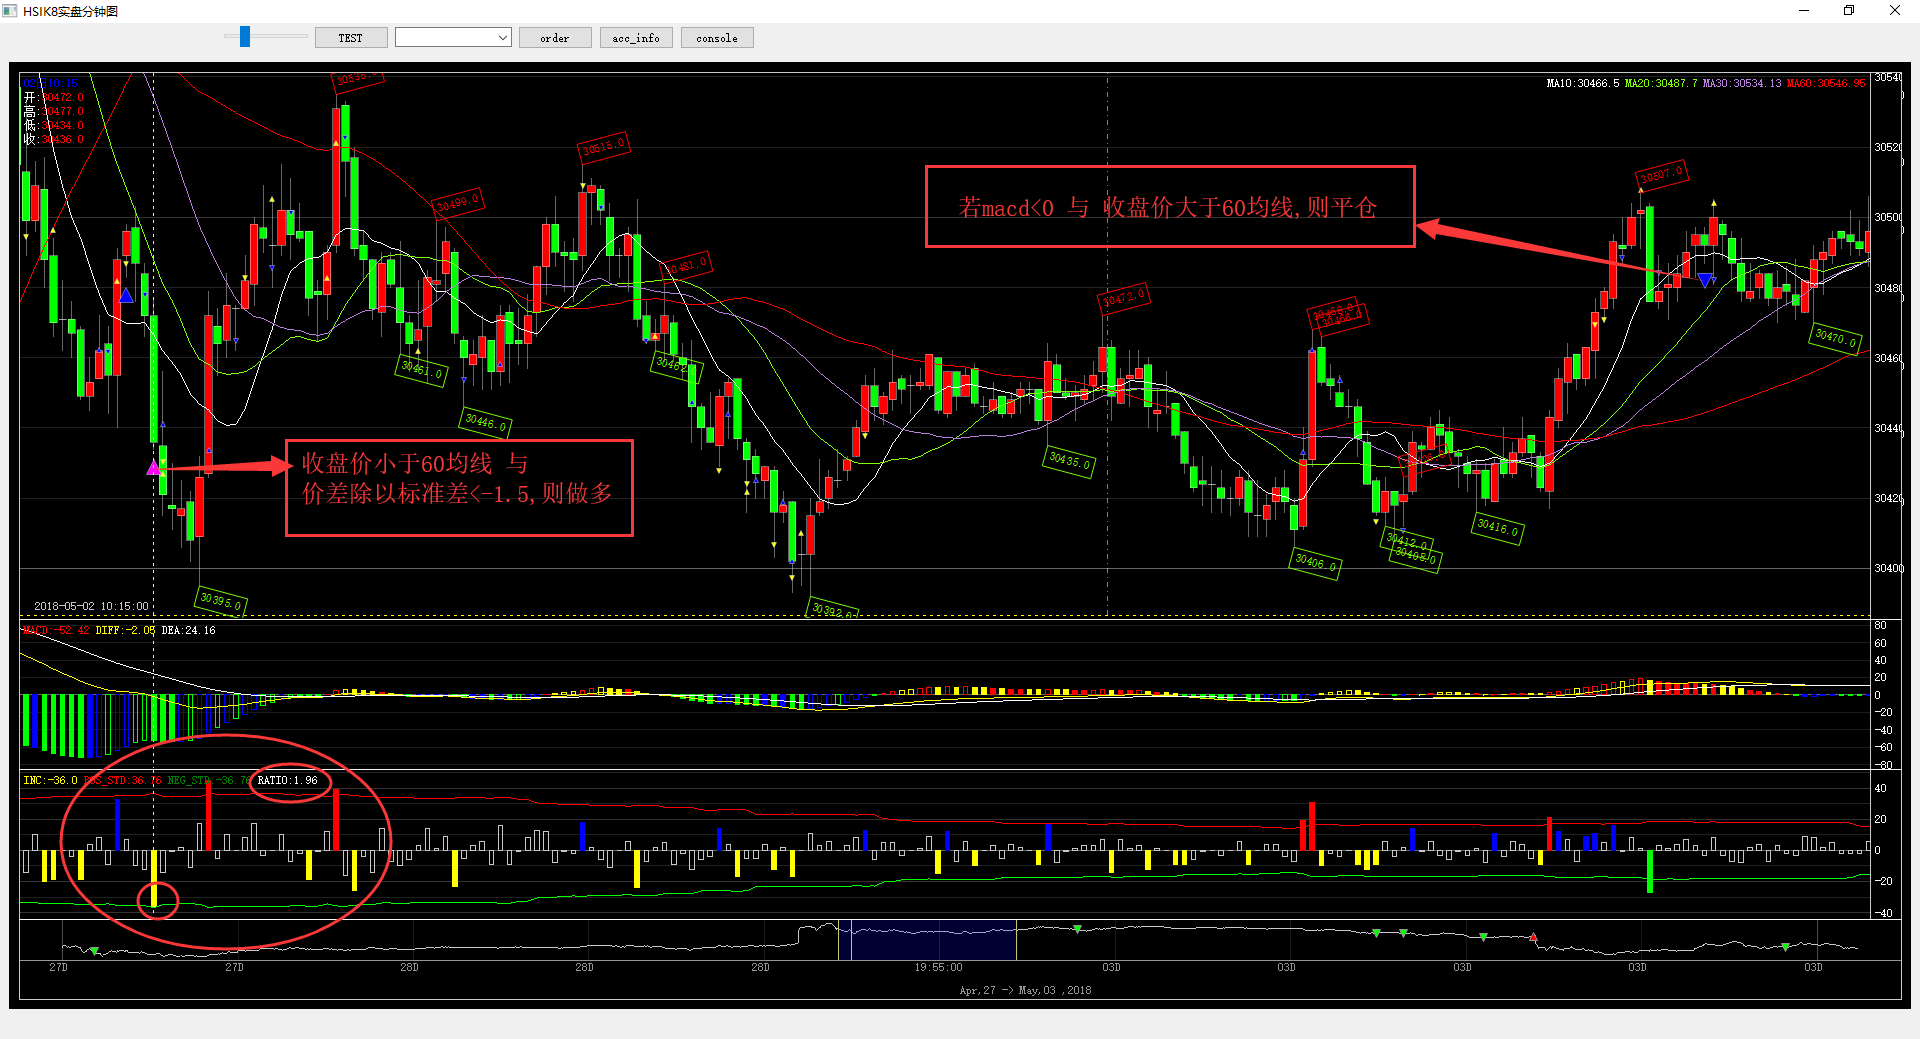 HSIK8实盘分钟图
TEST
order
acc_info
console
开:30472.0
高:30477.0
低:30434.0
收:30436.0
MA10:30466.5 MA20:30487.7 MA30:30534.13 MA60:30546.95
30540
30520
30500
30480
30460
30440
30420
30400
30499.0
30515.0
30481.0
30472.0
30507.0
30461.0
30446.0
30435.0
30406.0
30412.0
30416.0
30470.0
30395.0
30392.0
若macd<0 与 收盘价大于60均线,则平仓
收盘价小于60均线 与
价差除以标准差<-1.5,则做多
2018-05-02 10:15:00
MACD:-52.42 DIFF:-2.05 DEA:24.16
80
60
40
20
0
-20
-40
-60
-80
INC:-36.0 POS_STD:36.76 NEG_STD:-36.76 RATIO:1.96
40
20
0
-20
-40
27D
27D
28D
28D
28D
19:55:00
03D
03D
03D
03D
03D
Apr,27 -> May,03 ,2018